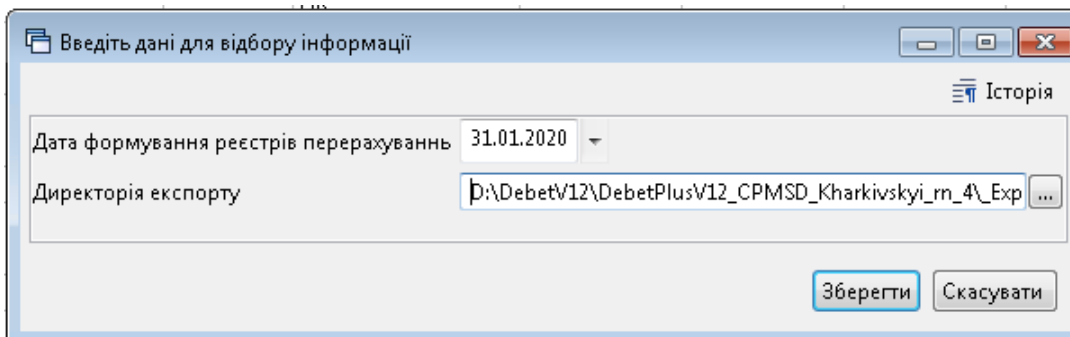 Введіть дані для відбору інформації
Історія
Дата формування реєстрів перерахуваннь 31.01.2020
Директорія експорту D:\DebetV12\DebetPlusV12_CPMSD_Kharkivskyi_rn_4\_Exp ...
Зберегти Скасувати